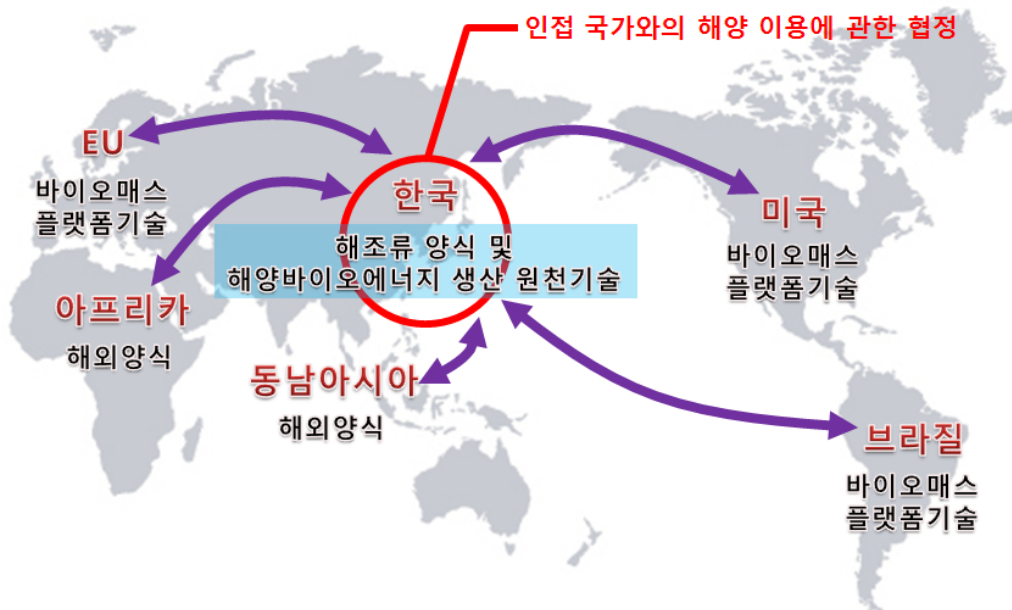 인접 국가와의 해양 이용에 관한 협정
EU
바이오매스
플랫폼기술
한국
해조류 양식 및
해양바이오에너지 생산 원천기술
미국
바이오매스
플랫폼기술
아프리카
해외양식
동남아시아
해외양식
브라질
바이오매스
플랫폼기술